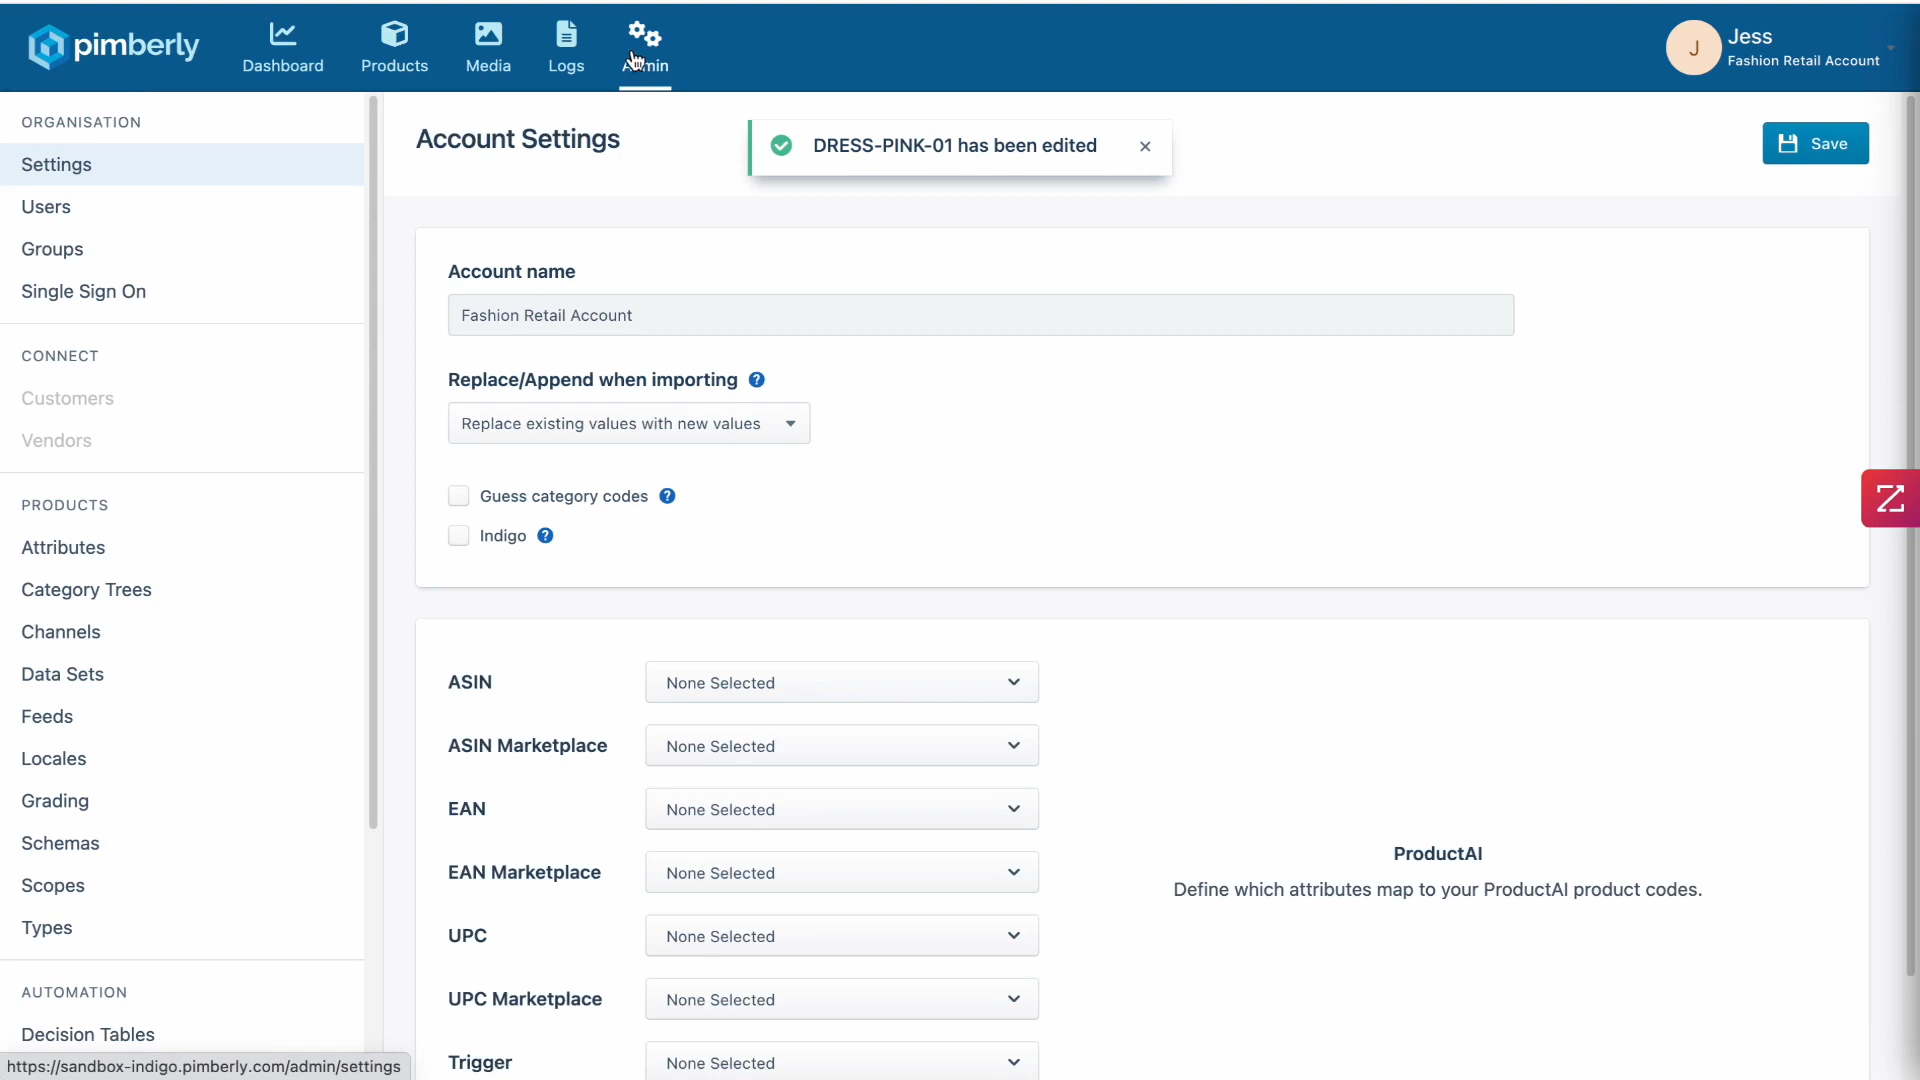 pimberly
Dashboard
Products
Media
Logs
Admin
J
Jess
Fashion Retail Account
ORGANISATION
Settings
Users
Groups
Single Sign On
CONNECT
Customers
Vendors
PRODUCTS
Attributes
Category Trees
Channels
Data Sets
Feeds
Locales
Grading
Schemas
Scopes
Types
AUTOMATION
Decision Tables
https://sandbox-indigo.pimberly.com/admin/settings
Account Settings
DRESS-PINK-01 has been edited
Save
Account name
Fashion Retail Account
Replace/Append when importing
Replace existing values with new values
Guess category codes
Indigo
ASIN None Selected
ASIN Marketplace None Selected
EAN None Selected
EAN Marketplace None Selected
UPC None Selected
UPC Marketplace None Selected
Trigger None Selected
ProductAI
Define which attributes map to your ProductAI product codes.